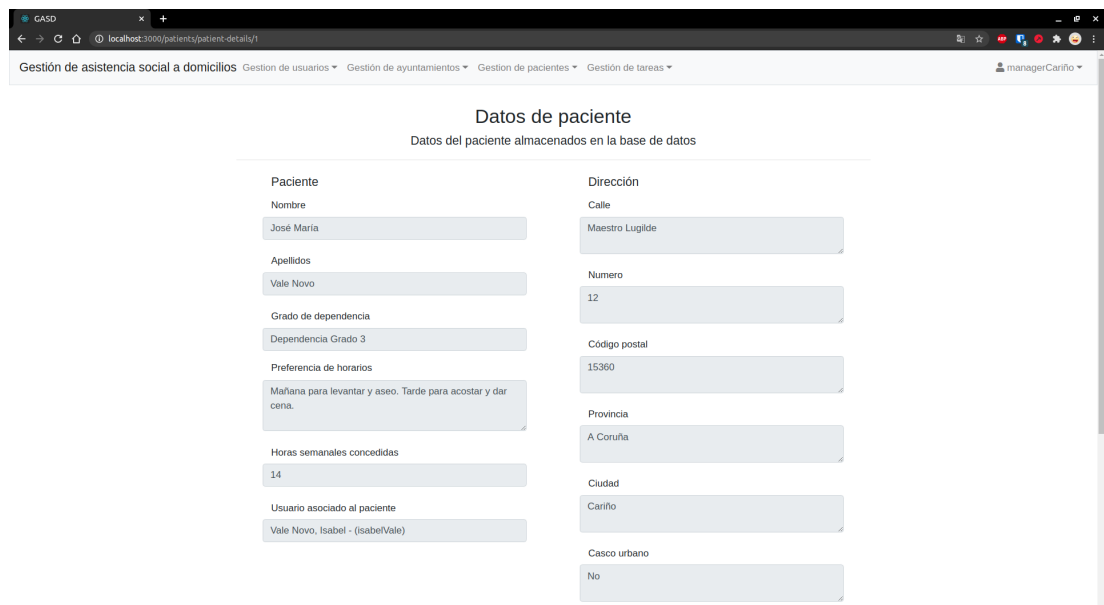 GASD
localhost:3000/patients/patient-details/1
Gestión de asistencia social a domicilios Gestion de usuarios Gestión de ayuntamientos Gestion de pacientes Gestión de tareas managerCariño
Datos de paciente
Datos del paciente almacenados en la base de datos
Paciente
Nombre
José María
Apellidos
Vale Novo
Grado de dependencia
Dependencia Grado 3
Preferencia de horarios
Mañana para levantar y aseo. Tarde para acostar y dar
cena.
Horas semanales concedidas
14
Usuario asociado al paciente
Vale Novo, Isabel - (isabelVale)
Dirección
Calle
Maestro Lugilde
Numero
12
Código postal
15360
Provincia
A Coruña
Ciudad
Cariño
Casco urbano
No